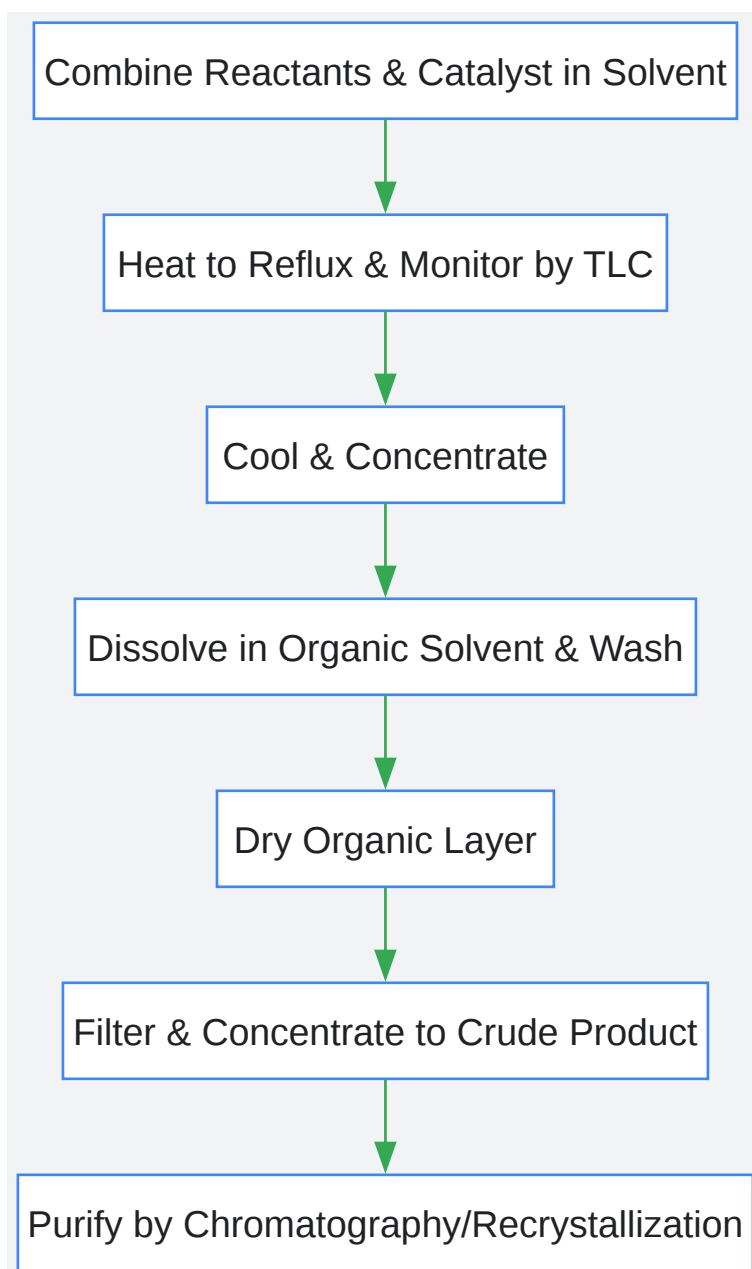 Combine Reactants & Catalyst in Solvent
Heat to Reflux & Monitor by TLC
Cool & Concentrate
Dissolve in Organic Solvent & Wash
Dry Organic Layer
Filter & Concentrate to Crude Product
Purify by Chromatography/Recrystallization